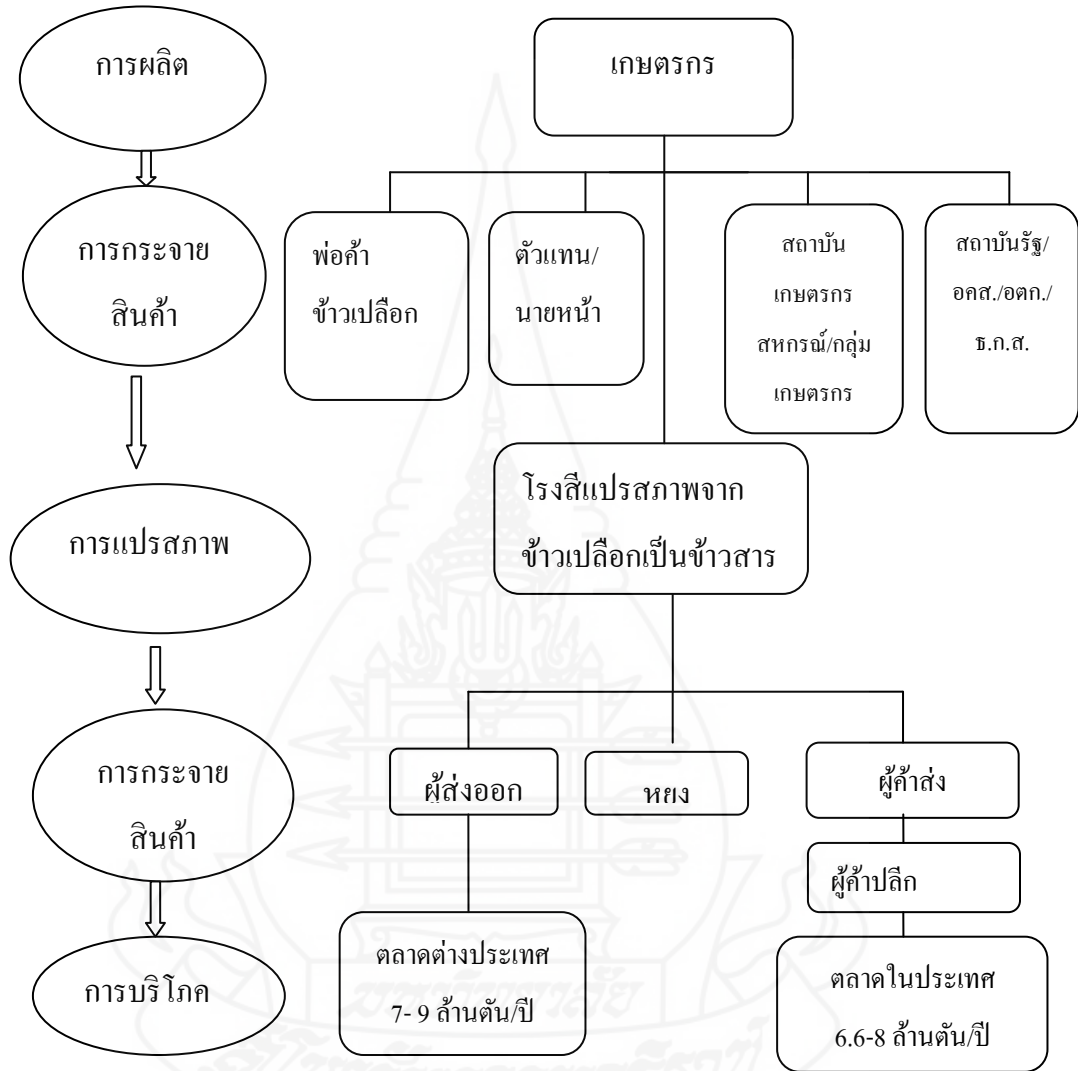 การผลิต
เกษตรกร
การกระจาย
สินค้า
พ่อค้า
ข้าวเปลือก
ตัวแทน/
นายหน้า
สถาบัน
เกษตรกร
สหกรณ์/กลุ่ม
เกษตรกร
สถาบันรัฐ/
อคส./อตก./
ธ.ก.ส.
การแปรสภาพ
โรงสีแปรสภาพจาก
ข้าวเปลือกเป็นข้าวสาร
การกระจาย
สินค้า
ผู้ส่งออก
หยง
ผู้ค้าส่ง
ผู้ค้าปลีก
การบริโภค
ตลาดต่างประเทศ
7- 9 ล้านตัน/ปี
ตลาดในประเทศ
6.6-8 ล้านตัน/ปี